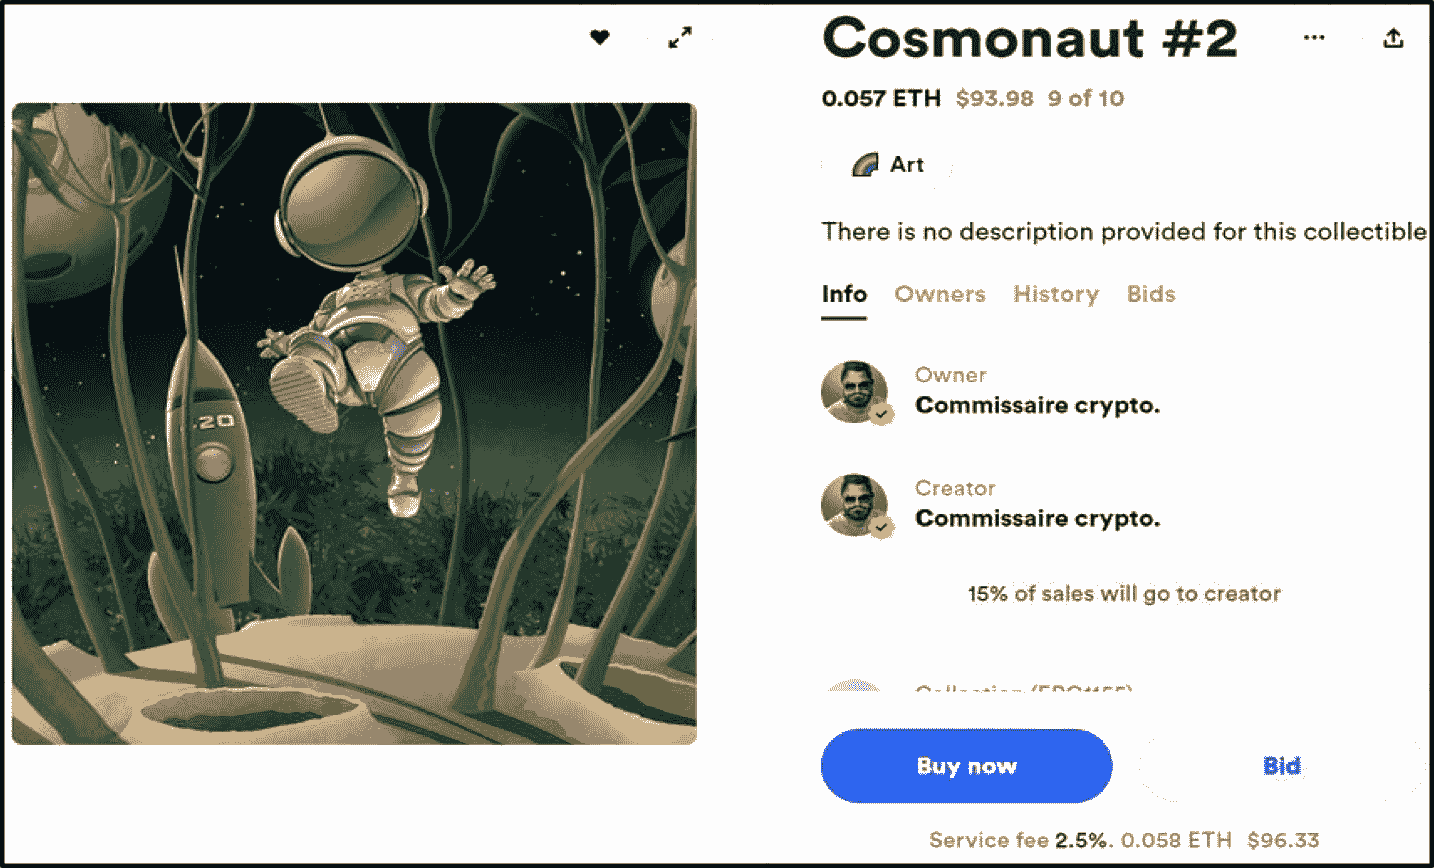 Cosmonaut #2
0.057 ETH $93.98 9 of 10
Art
There is no description provided for this collectible
Info Owners History Bids
Owner
Commissaire crypto.
Creator
Commissaire crypto.
15% of sales will go to creator
Collection (ERC1155)
Buy now Bid
Service fee 2.5%. 0.058 ETH $96.33
20